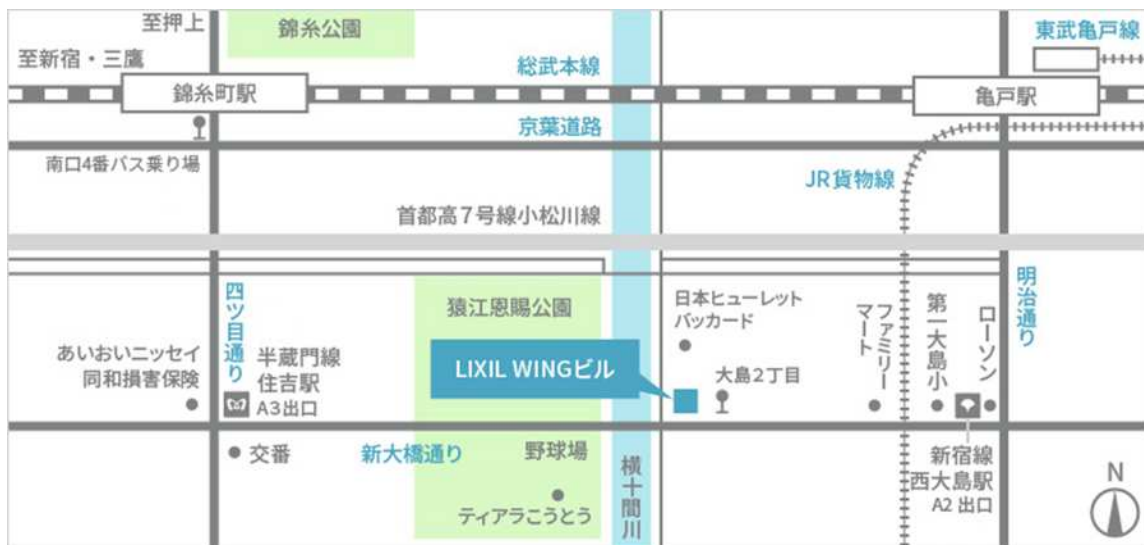 至押上
錦糸公園
東武亀戸線
至新宿・三鷹
総武本線
錦糸町駅
亀戸駅
京葉道路
南口4番バス乗り場
JR貨物線
首都高7号線小松川線
四ツ目通り
猿江恩賜公園
日本ヒューレット
パッカード
ファミリー
マート
第一大島小
ローソン
明治通り
あいおいニッセイ
同和損害保険
半蔵門線
住吉駅
A3出口
LIXIL WINGビル
大島2丁目
交番
新大橋通り
野球場
横十間川
新宿線
西大島駅
A2 出口
ティアラこうとう
N